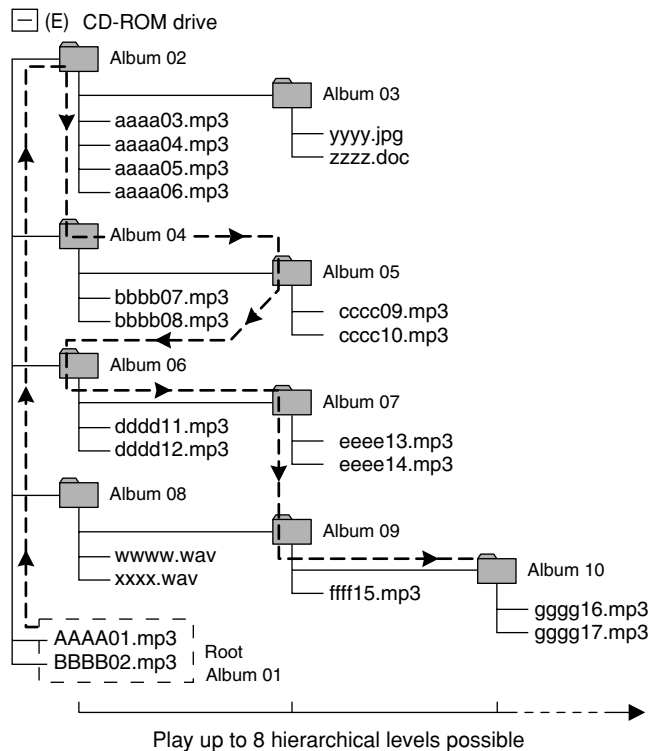 (E) CD-ROM drive
Album 02
Album 03
aaaa03.mp3
aaaa04.mp3
aaaa05.mp3
aaaa06.mp3
yyyy.jpg
zzzz.doc
Album 04
Album 05
bbbb07.mp3
bbbb08.mp3
cccc09.mp3
cccc10.mp3
Album 06
Album 07
dddd11.mp3
dddd12.mp3
eeee13.mp3
eeee14.mp3
Album 08
Album 09
wwww.wav
xxxx.wav
Album 10
ffff15.mp3
gggg16.mp3
gggg17.mp3
AAAA01.mp3
BBBB02.mp3
Root
Album 01
Play up to 8 hierarchical levels possible